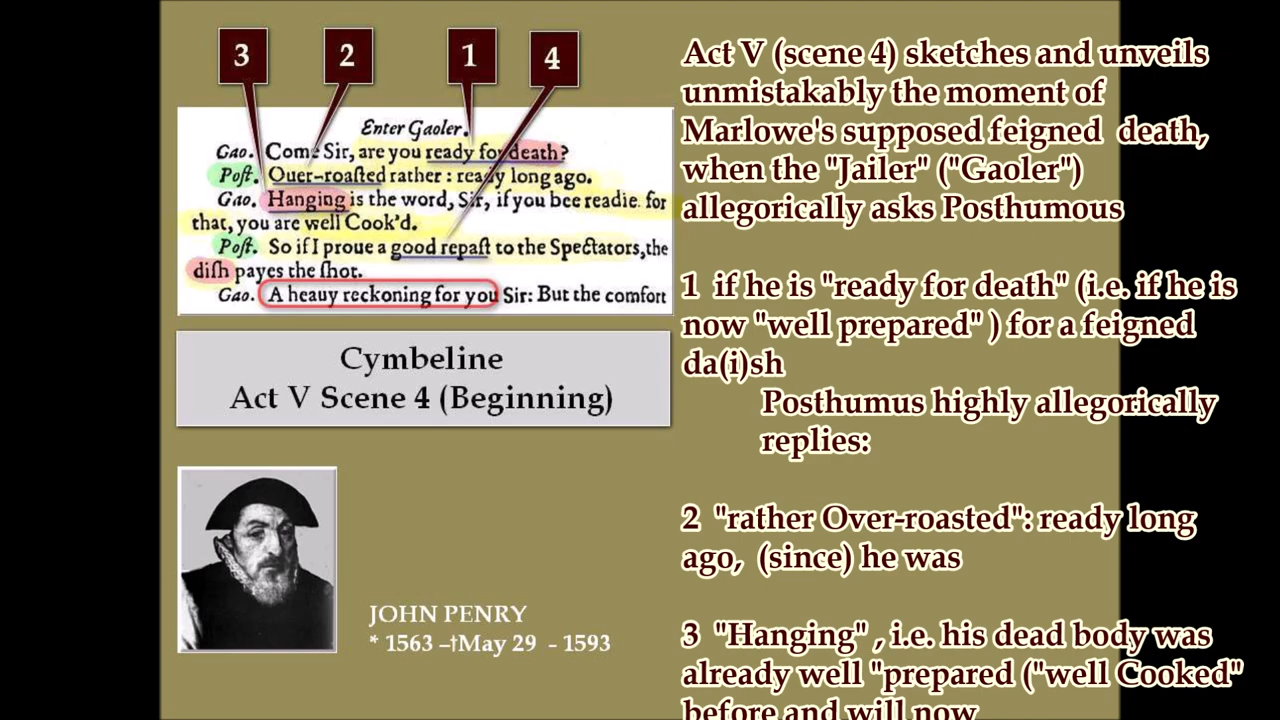 3 2 1 4
Enter Gaoler.
Gao. Come Sir, are you ready for death?
Post. Ouer-roasted rather : ready long ago.
Gao. Hanging is the word, Sir, if you bee readie for
that, you are well Cook'd.
Post. So if I proue a good repast to the Spectators, the
dish payes the shot.
Gao. A heauy reckoning for you Sir: But the comfort
Cymbeline
Act V Scene 4 (Beginning)
JOHN PENRY
* 1563 –†May 29 - 1593
Act V (scene 4) sketches and unveils
unmistakably the moment of
Marlowe's supposed feigned death,
when the "Jailer" ("Gaoler")
allegorically asks Posthumous
1 if he is "ready for death" (i.e. if he is
now "well prepared" ) for a feigned
da(i)sh
Posthumus highly allegorically
replies:
2 "rather Over-roasted": ready long
ago, (since) he was
3 "Hanging" , i.e. his dead body was
already well "prepared ("well Cooked"
before and will now